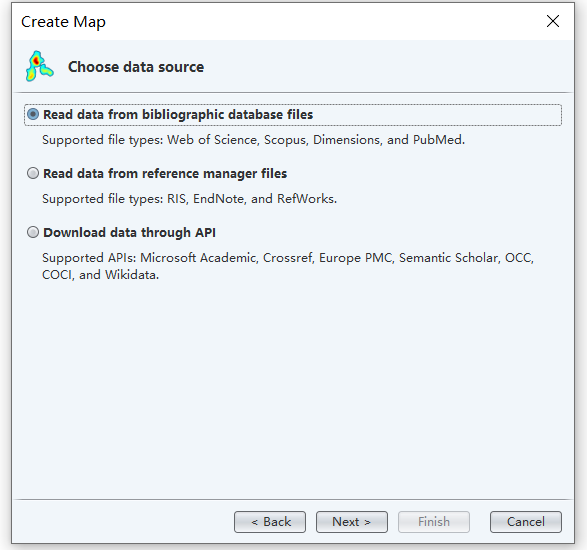 Create Map
Choose data source
Read data from bibliographic database files
Supported file types: Web of Science, Scopus, Dimensions, and PubMed.
Read data from reference manager files
Supported file types: RIS, EndNote, and RefWorks.
Download data through API
Supported APIs: Microsoft Academic, Crossref, Europe PMC, Semantic Scholar, OCC,
COCI, and Wikidata.
< Back
Next >
Finish
Cancel